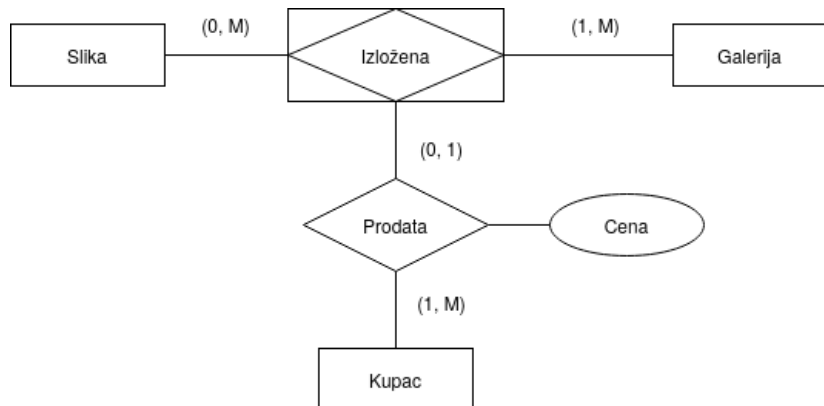 (0, M)
(1, M)
Slika
Izložena
Galerija
(0, 1)
Prodata
Cena
(1, M)
Kupac